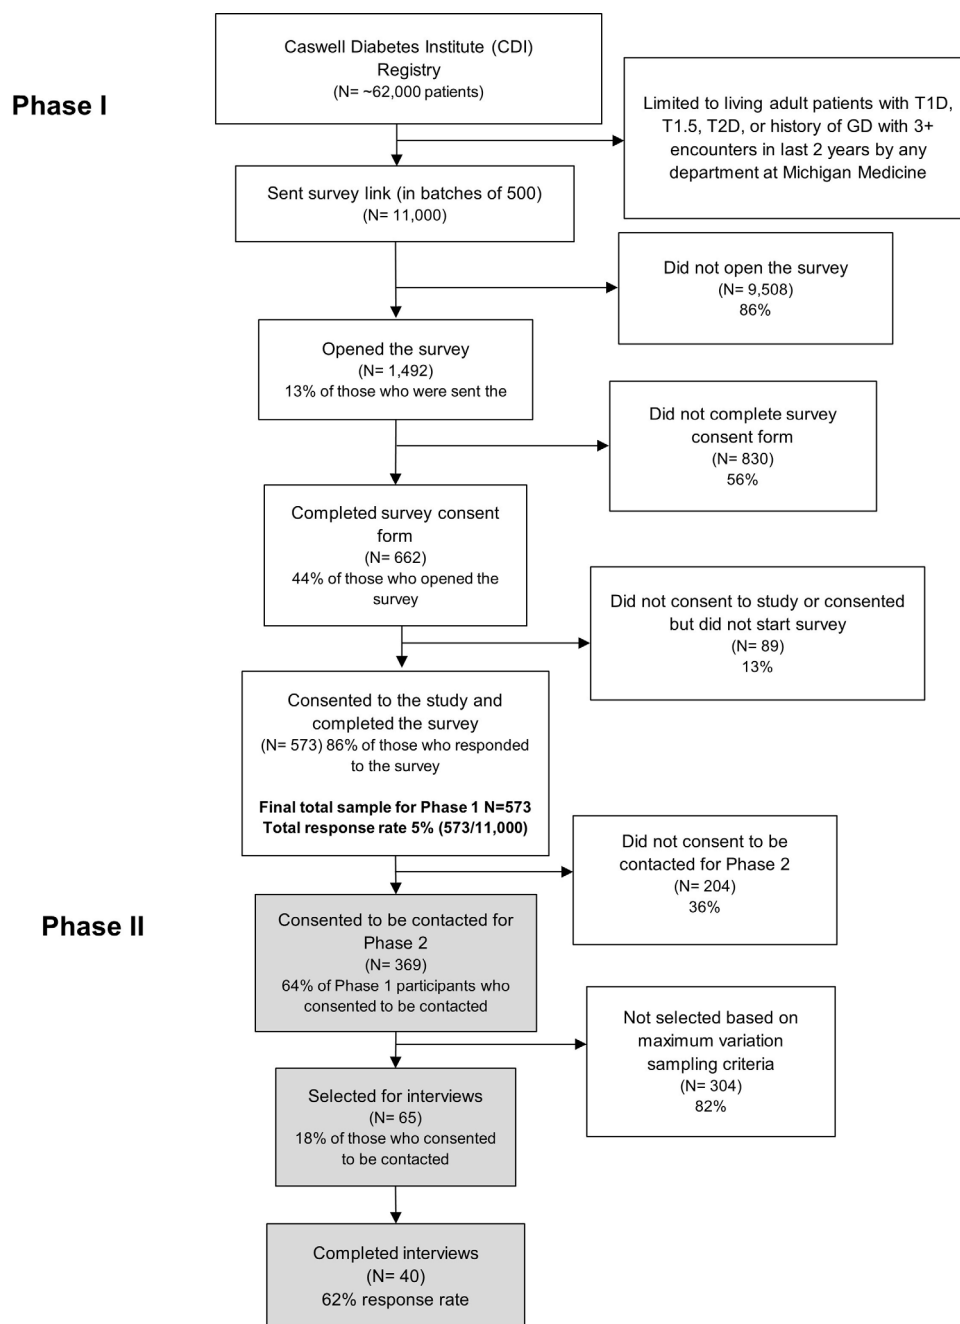 Phase I
Caswell Diabetes Institute (CDI)
Registry
(N= ~62,000 patients)
Limited to living adult patients with T1D,
T1.5, T2D, or history of GD with 3+
encounters in last 2 years by any
department at Michigan Medicine
Sent survey link (in batches of 500)
(N= 11,000)
Did not open the survey
(N= 9,508)
86%
Opened the survey
(N= 1,492)
13% of those who were sent the
Did not complete survey
consent form
(N= 830)
56%
Completed survey consent
form
(N= 662)
44% of those who opened the
survey
Did not consent to study or consented
but did not start survey
(N= 89)
13%
Consented to the study and
completed the survey
(N= 573) 86% of those who responded
to the survey
Final total sample for Phase 1 N=573
Total response rate 5% (573/11,000)
Did not consent to be
contacted for Phase 2
(N= 204)
36%
Phase II
Consented to be contacted for
Phase 2
(N= 369)
64% of Phase 1 participants who
consented to be contacted
Not selected based on
maximum variation
sampling criteria
(N= 304)
82%
Selected for interviews
(N= 65)
18% of those who consented
to be contacted
Completed interviews
(N= 40)
62% response rate